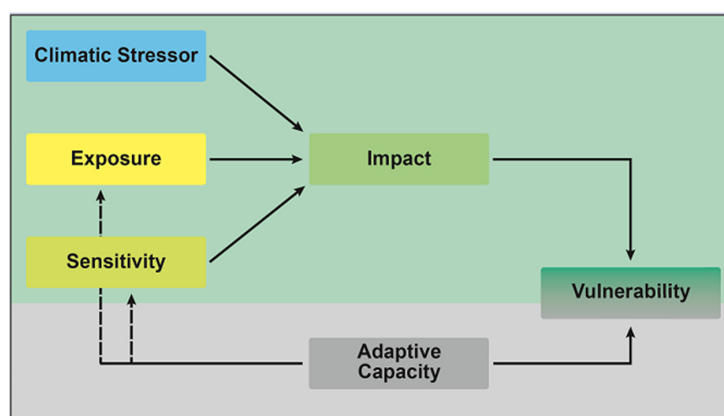 Climatic Stressor
Exposure
Impact
Sensitivity
Vulnerability
Adaptive
Capacity